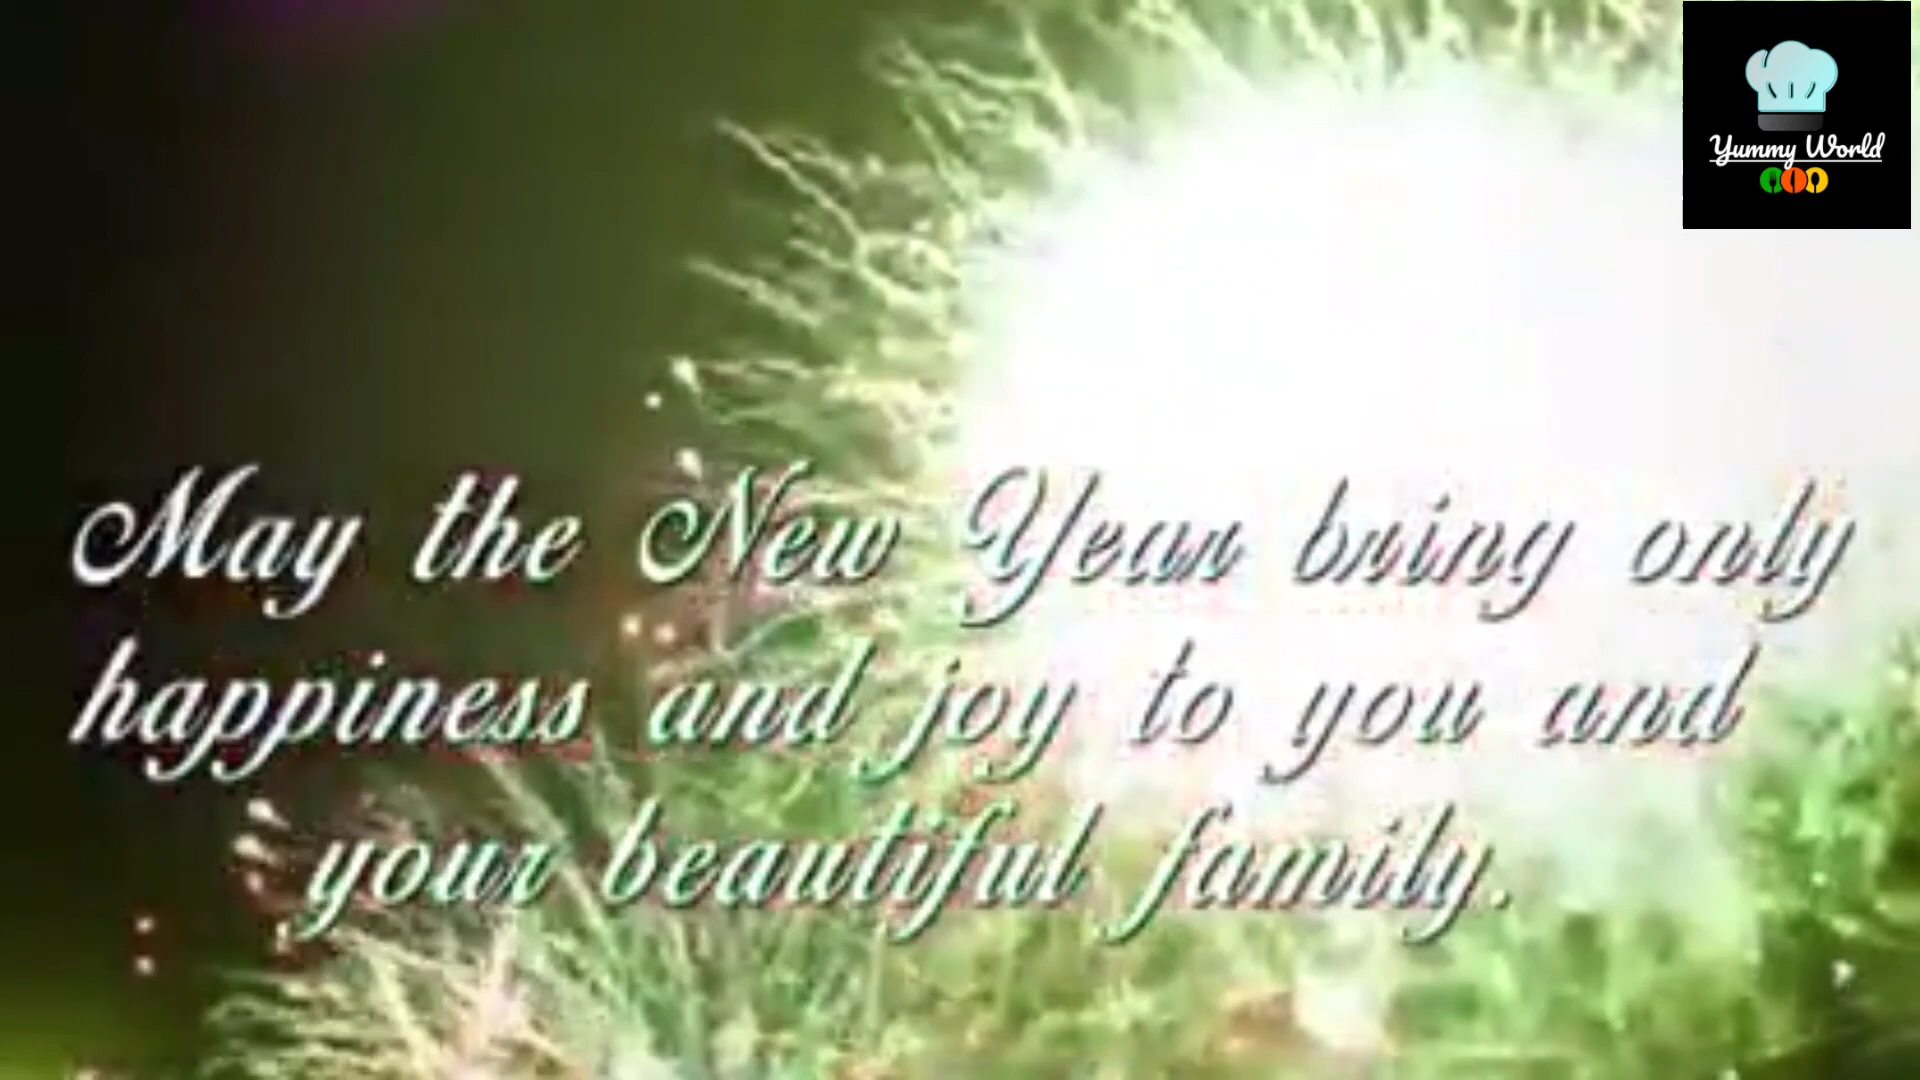 Yummy World
May the New Year bring only
happiness and joy to you and
your beautiful family.